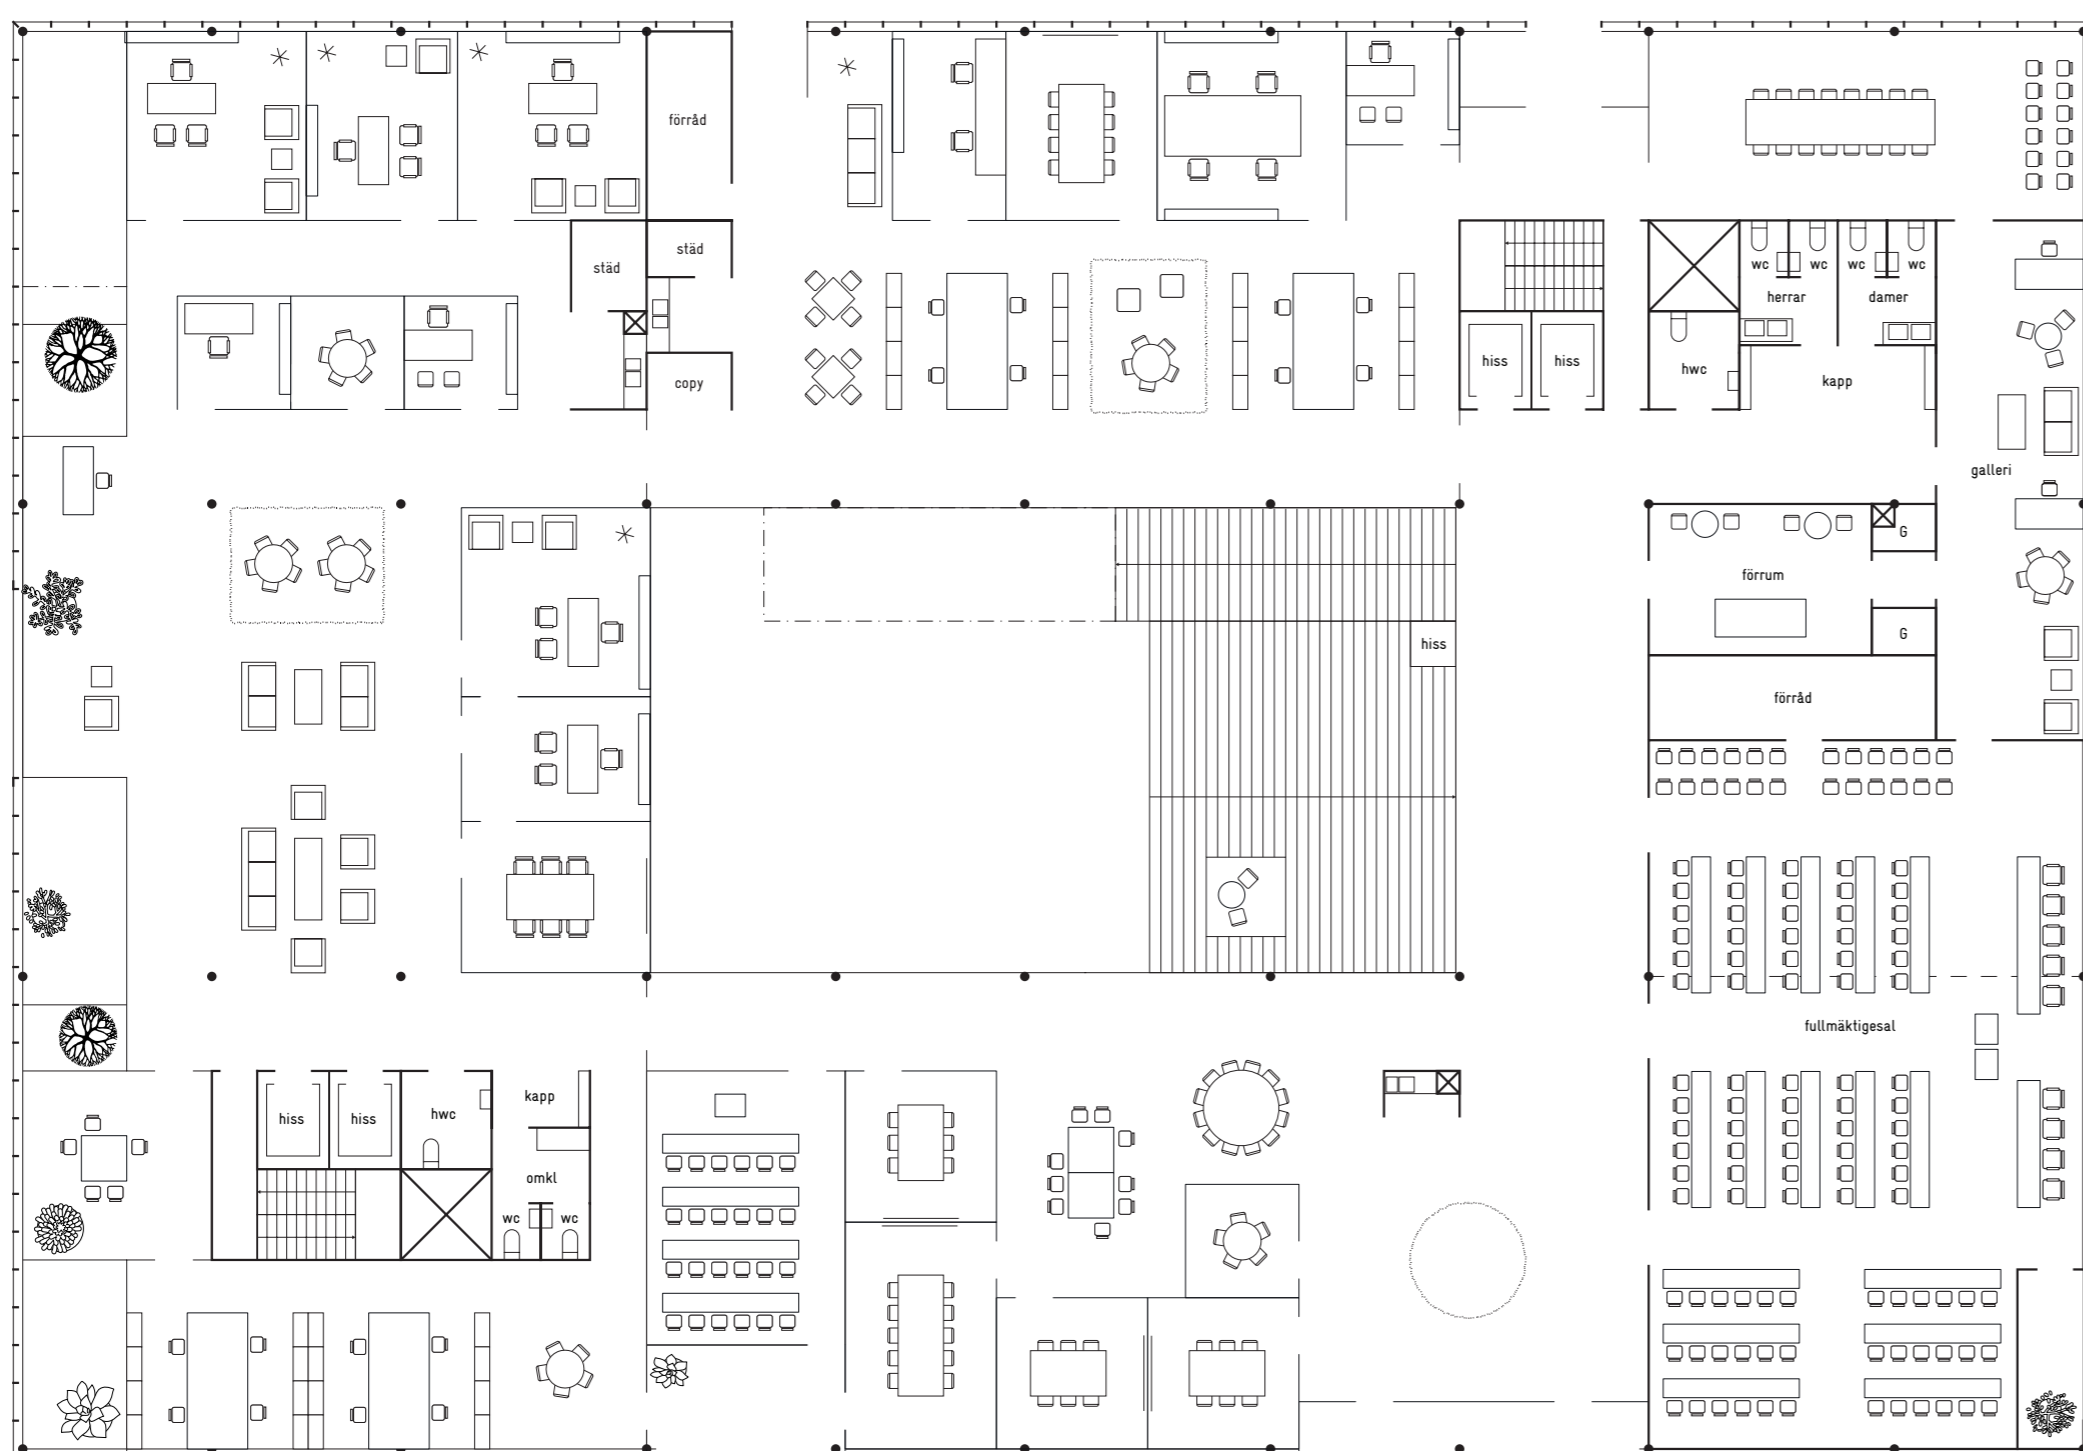 förråd
städ
städ
wc
wc
wc
wc
herrar
damer
hiss
hiss
hwc
kapp
copy
galleri
G
förrum
hiss
G
förråd
fullmäktigesal
hiss
hiss
hwc
kapp
omkl
wc
wc